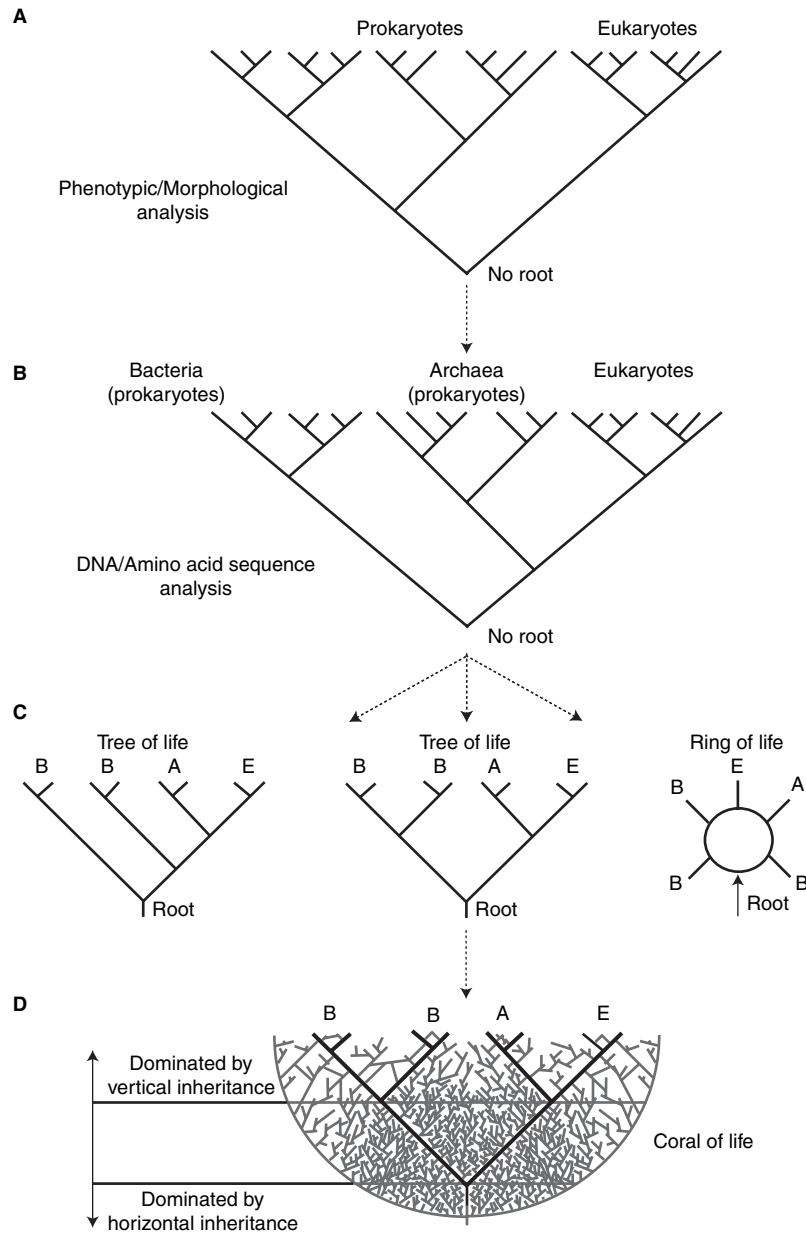 A
Prokaryotes
Eukaryotes
Phenotypic/Morphological
analysis
No root
B
Bacteria
(prokaryotes)
Archaea
(prokaryotes)
Eukaryotes
DNA/Amino acid sequence
analysis
No root
C
Tree of life
B B A E
Root
Tree of life
B B A E
Root
Ring of life
E
B A
B B
Root
D
B B A E
Dominated by
vertical inheritance
Coral of life
Dominated by
horizontal inheritance